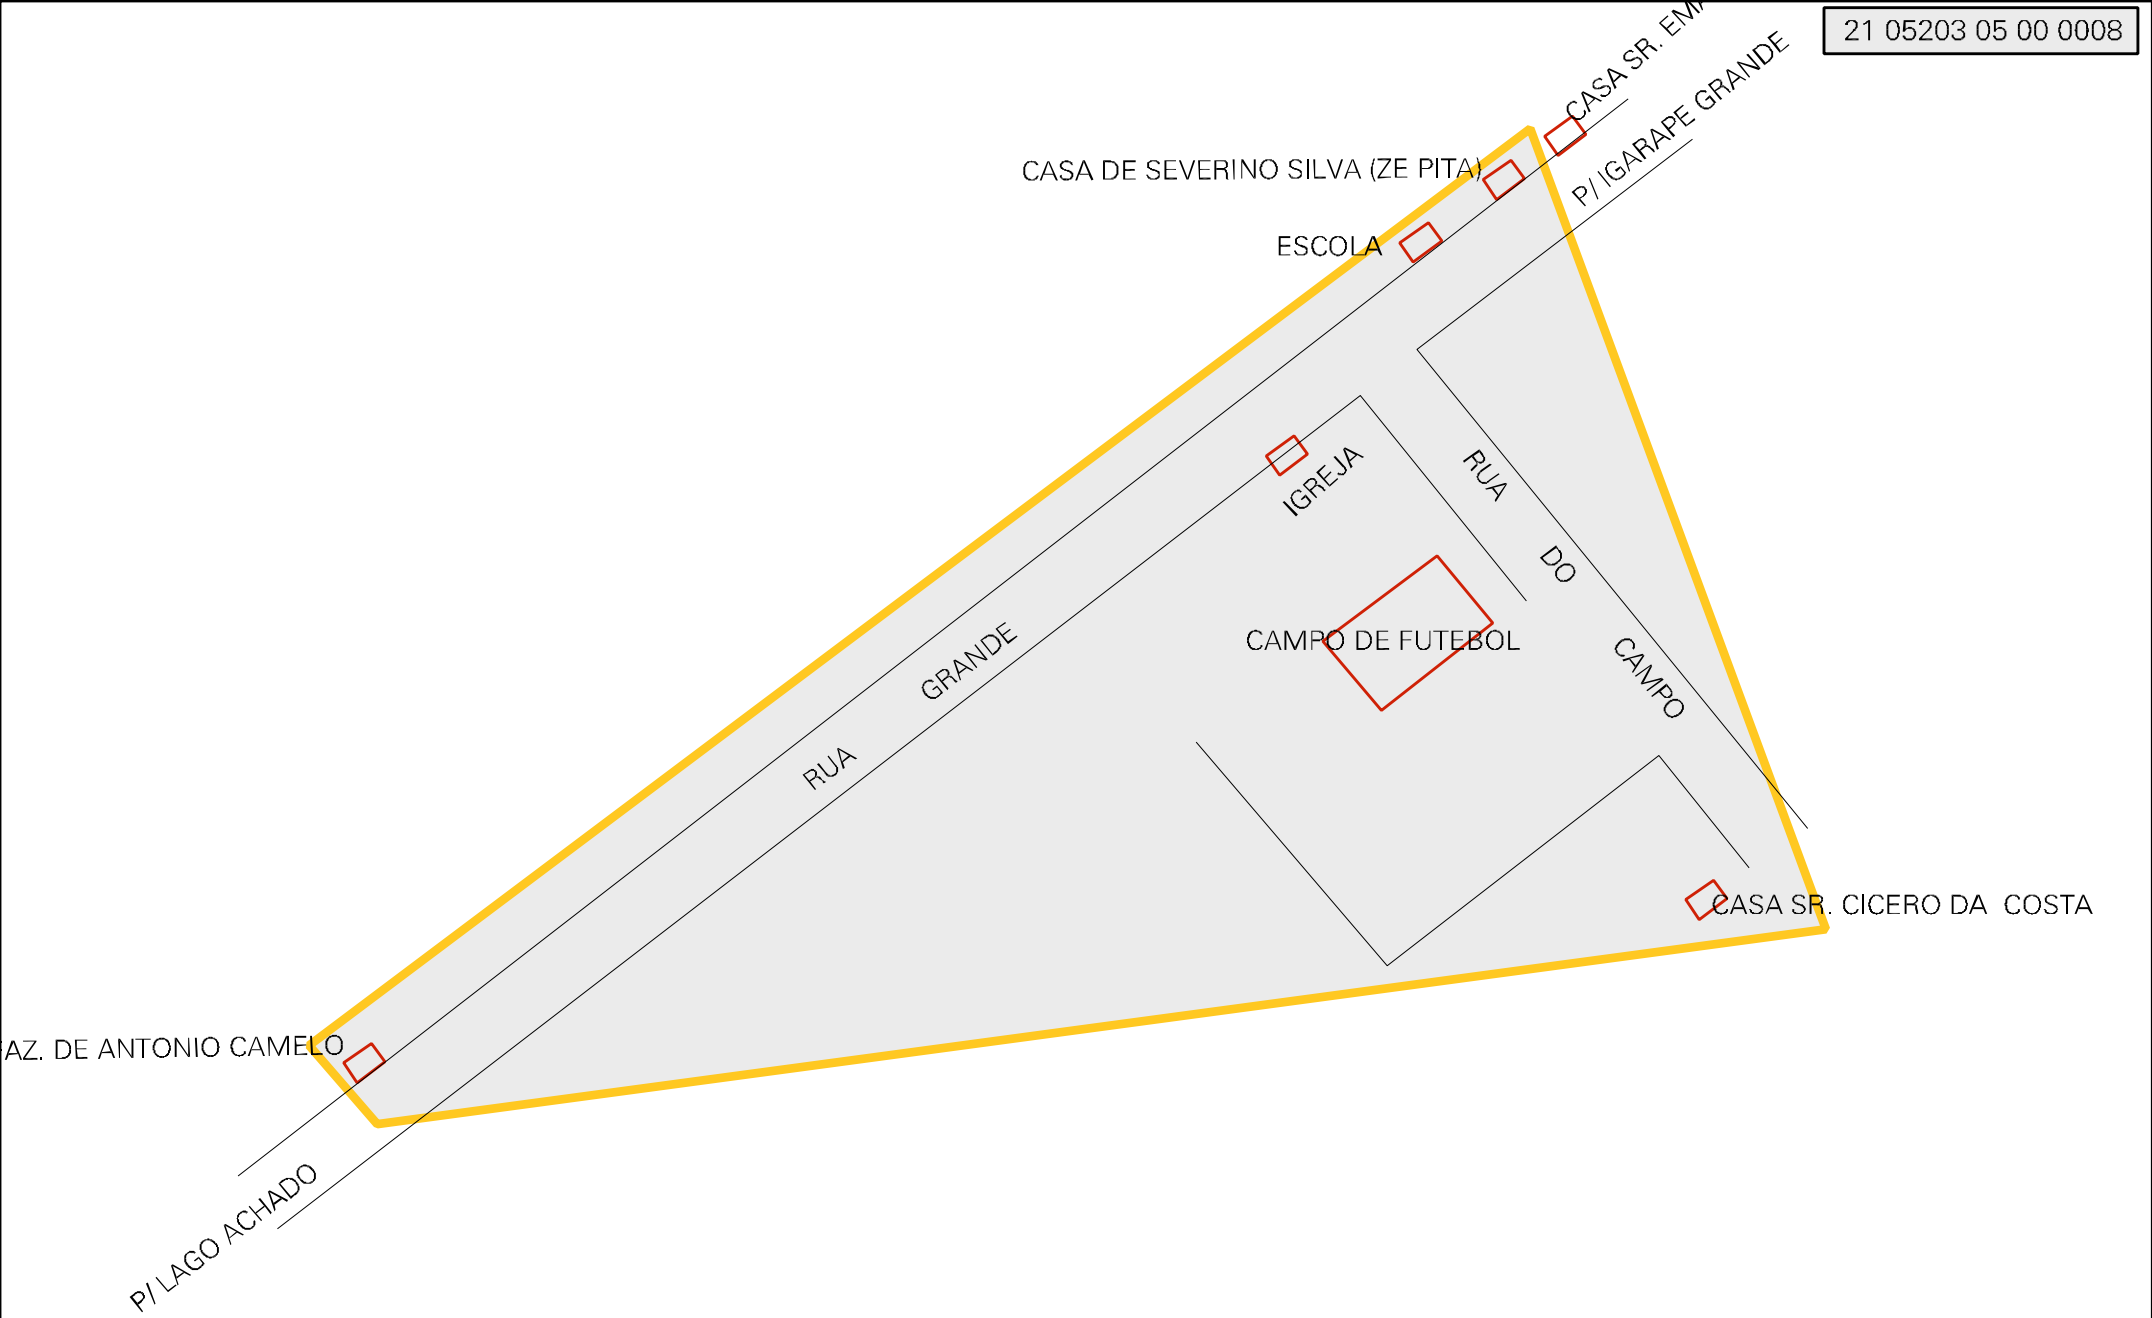 21 05203 05 00 0008
CASA SR.
P/ IGARAPE GRANDE
CASA DE SEVERINO SILVA (ZE PITA)
ESCOLA
IGREJA
RUA DO CAMPO
CAMPO DE FUTEBOL
RUA GRANDE
CASA SR. CICERO DA COSTA
AZ. DE ANTONIO CAMELO
P/ LAGO ACHADO